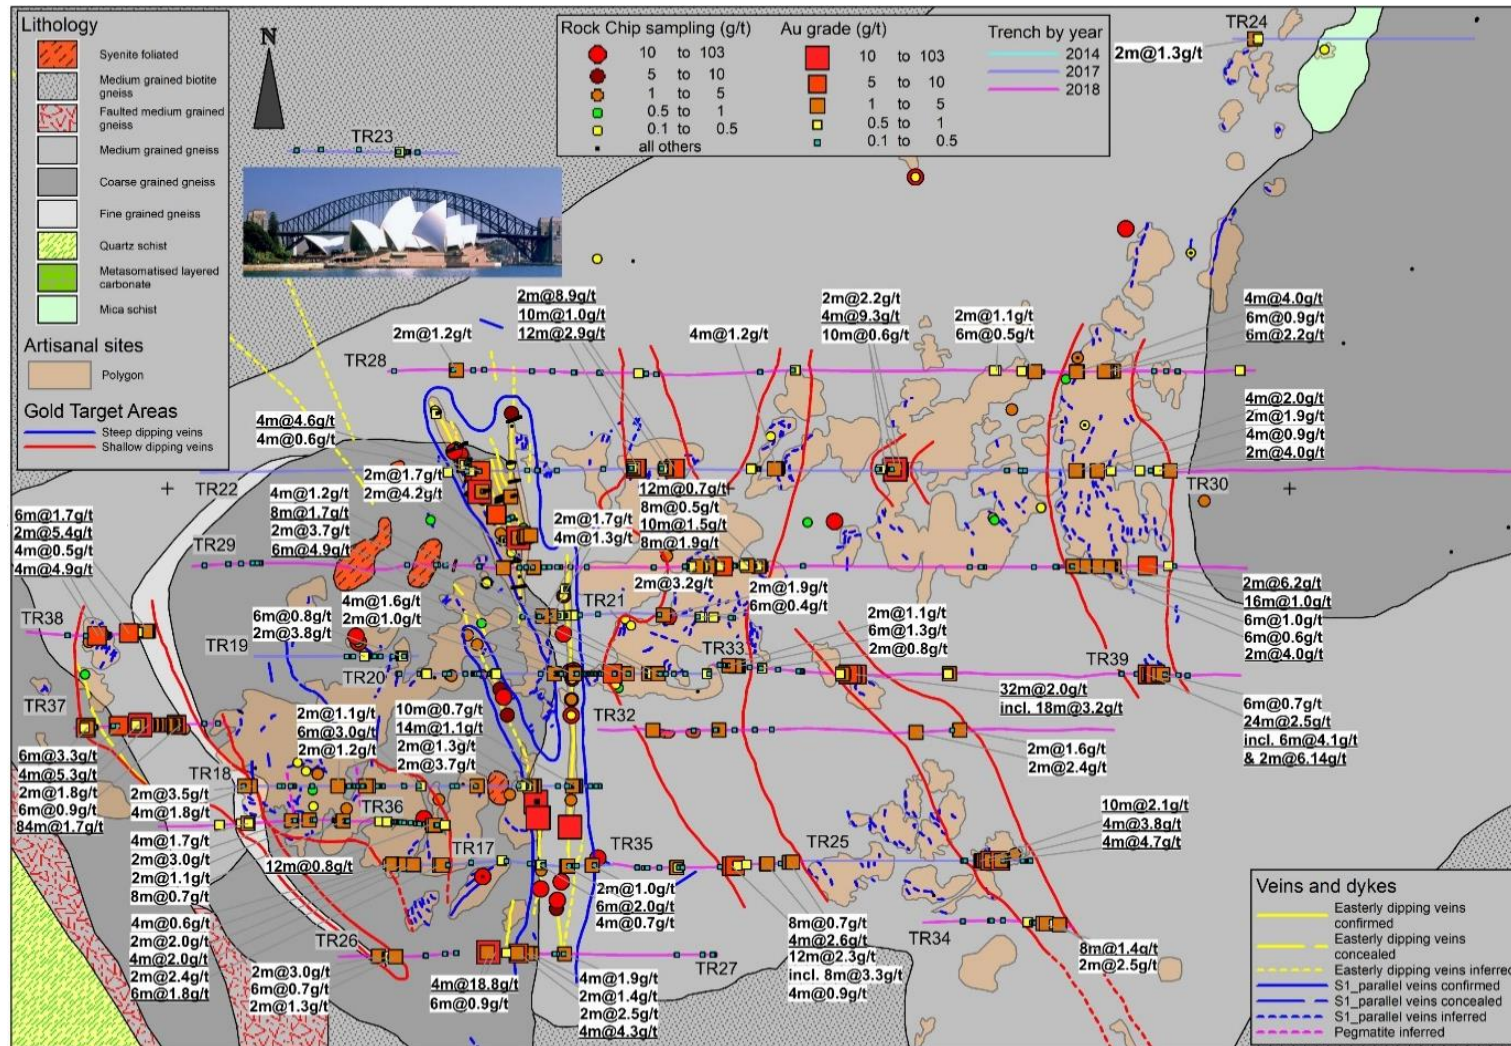 Lithology
Syenite foliated
Medium grained biotite
gneiss
Faulted medium grained
gneiss
Medium grained gneiss
Coarse grained gneiss
Fine grained gneiss
Quartz schist
Metasomatised layered
carbonate
Mica schist
Artisanal sites
Polygon
Gold Target Areas
Steep dipping veins
Shallow dipping veins
N
TR23
Rock Chip sampling (g/t)
10 to 103
5 to 10
1 to 5
0.5 to 1
0.1 to 0.5
all others
Au grade (g/t)
10 to 103
5 to 10
1 to 5
0.5 to 1
0.1 to 0.5
Trench by year
2014
2017
2018
TR24
2m@1.3g/t
2m@8.9g/t
10m@1.0g/t
12m@2.9g/t
2m@1.2g/t
TR28
4m@1.2g/t
2m@2.2g/t
4m@9.3g/t
10m@0.6g/t
2m@1.1g/t
6m@0.5g/t
4m@4.0g/t
6m@0.9g/t
6m@2.2g/t
4m@4.6g/t
4m@0.6g/t
4m@2.0g/t
2m@1.9g/t
4m@0.9g/t
2m@4.0g/t
2m@1.7g/t
2m@4.2g/t
TR22
TR30
4m@1.2g/t
8m@1.7g/t
2m@3.7g/t
6m@4.9g/t
12m@0.7g/t
8m@0.5g/t
10m@1.5g/t
8m@1.9g/t
2m@1.7g/t
4m@1.3g/t
6m@1.7g/t
2m@5.4g/t
4m@0.5g/t
4m@4.9g/t
TR29
2m@3.2g/t
2m@1.9g/t
6m@0.4g/t
2m@6.2g/t
16m@1.0g/t
6m@1.0g/t
6m@0.6g/t
2m@4.0g/t
4m@1.6g/t
2m@1.0g/t
TR21
6m@0.8g/t
2m@3.8g/t
2m@1.1g/t
6m@1.3g/t
2m@0.8g/t
TR38
TR19
TR20
TR33
TR39
32m@2.0g/t
incl. 18m@3.2g/t
6m@0.7g/t
24m@2.5g/t
incl. 6m@4.1g/t
& 2m@6.14g/t
TR37
2m@1.1g/t
6m@3.0g/t
2m@1.2g/t
10m@0.7g/t
14m@1.1g/t
2m@1.3g/t
2m@3.7g/t
TR32
2m@1.6g/t
2m@2.4g/t
6m@3.3g/t
4m@5.3g/t
2m@1.8g/t
6m@0.9g/t
84m@1.7g/t
TR18
2m@3.5g/t
4m@1.8g/t
TR36
10m@2.1g/t
4m@3.8g/t
4m@4.7g/t
4m@1.7g/t
2m@3.0g/t
2m@1.1g/t
8m@0.7g/t
12m@0.8g/t
TR17
TR35
TR25
2m@1.0g/t
6m@2.0g/t
4m@0.7g/t
4m@0.6g/t
2m@2.0g/t
4m@2.0g/t
2m@2.4g/t
6m@1.8g/t
TR26
2m@3.0g/t
6m@0.7g/t
2m@1.3g/t
4m@18.8g/t
6m@0.9g/t
TR27
4m@1.9g/t
2m@1.4g/t
2m@2.5g/t
4m@4.3g/t
8m@0.7g/t
4m@2.6g/t
12m@2.3g/t
incl. 8m@3.3g/t
4m@0.9g/t
TR34
8m@1.4g/t
2m@2.5g/t
Veins and dykes
Easterly dipping veins
confirmed
Easterly dipping veins
concealed
Easterly dipping veins inferred
S1_parallel veins confirmed
S1_parallel veins concealed
S1_parallel veins inferred
Pegmatite inferred